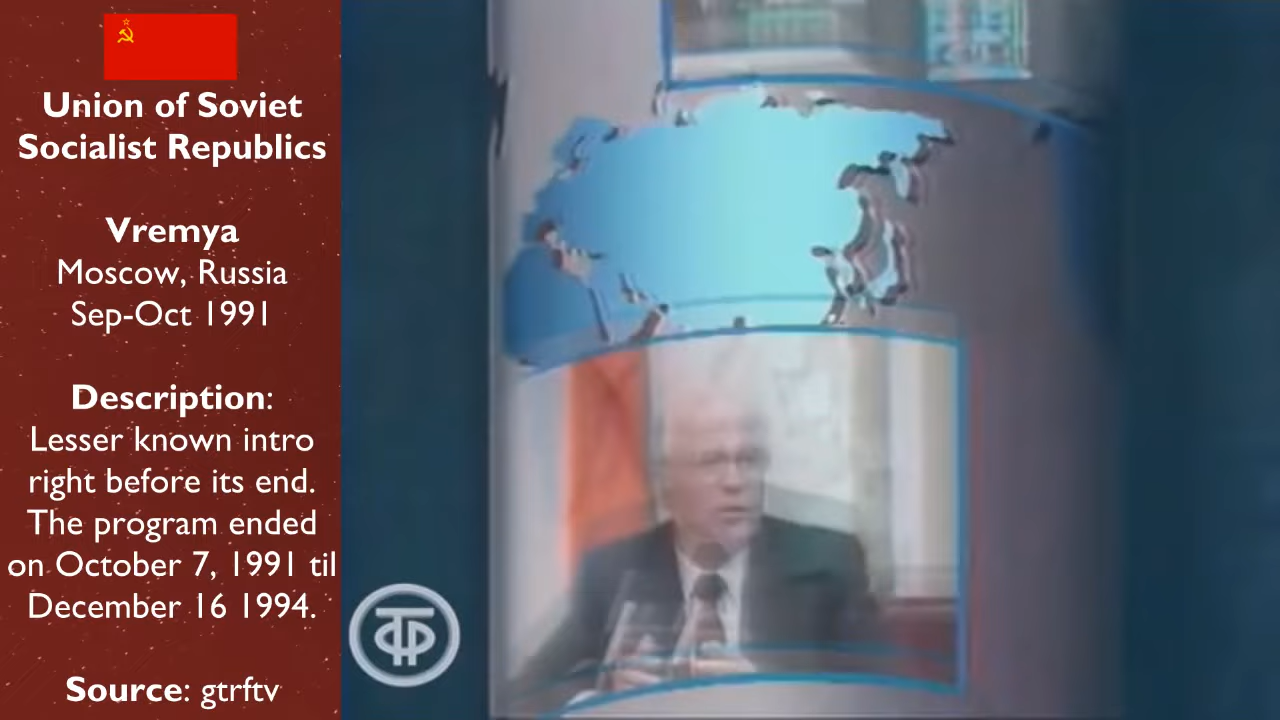 Union of Soviet
Socialist Republics
Vremya
Moscow, Russia
Sep-Oct 1991
Description:
Lesser known intro
right before its end.
The program ended
on October 7, 1991 til
December 16 1994.
Source: gtrftv